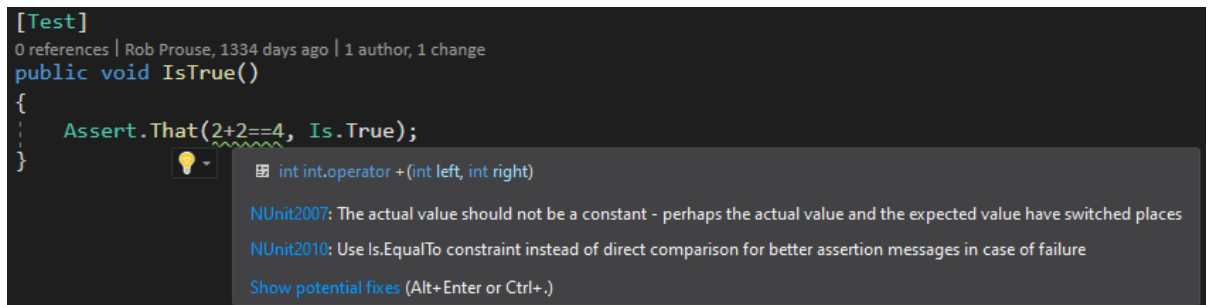 [Test]
0 references | Rob Prouse, 1334 days ago | 1 author, 1 change
public void IsTrue()
{
Assert.That(2+2==4, Is.True);
}
int int.operator +(int left, int right)
NUnit2007: The actual value should not be a constant - perhaps the actual value and the expected value have switched places
NUnit2010: Use Is.EqualTo constraint instead of direct comparison for better assertion messages in case of failure
Show potential fixes (Alt+Enter or Ctrl+.)